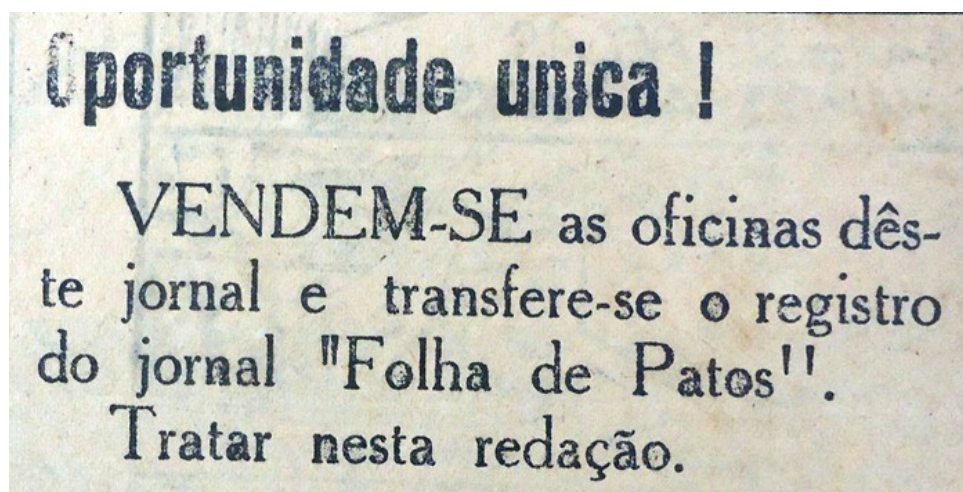 Oportunidade unica !
VENDEM-SE as oficinas dês-
te jornal e transfere-se o registro
do jornal "Folha de Patos".
Tratar nesta redação.